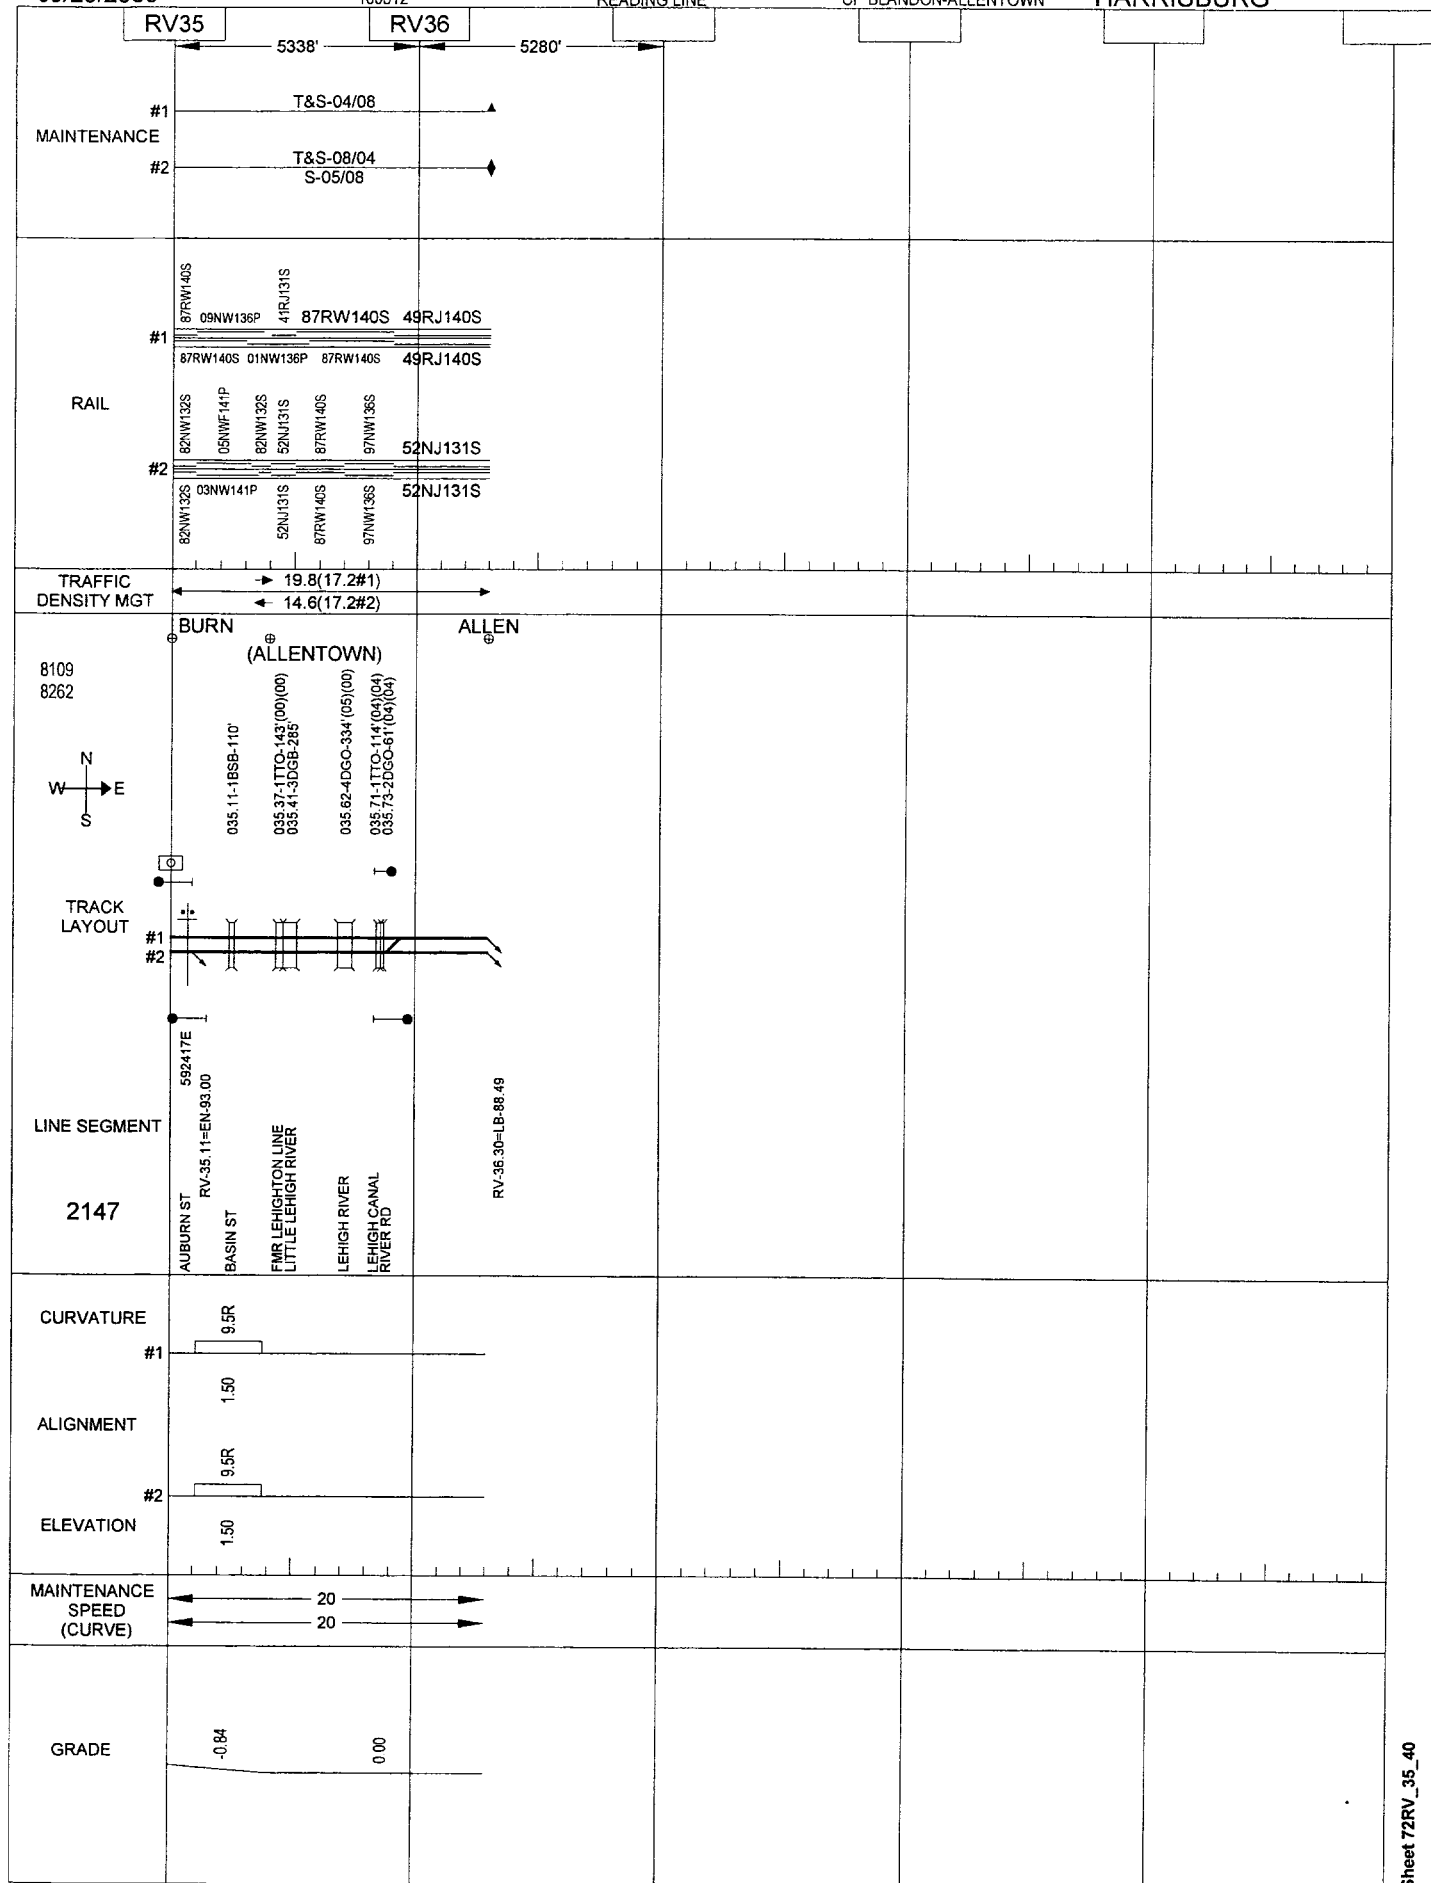 READING LINE
CP BLANDON-ALLENTOWN
HARRISBURG
RV35
RV36
5338'
5280'
MAINTENANCE
#1
T&S-04/08
#2
T&S-08/04
S-05/08
RAIL
#1
87RW140S
09NW136P
41RJ131S
87RW140S
49RJ140S
87RW140S
01NW136P
87RW140S
49RJ140S
#2
82NW132S
05NWF141P
82NW132S
52NJ131S
87RW140S
97NW136S
52NJ131S
82NW132S
03NW141P
52NJ131S
87RW140S
97NW136S
52NJ131S
TRAFFIC
DENSITY MGT
19.8(17.2#1)
14.6(17.2#2)
BURN
(ALLENTOWN)
ALLEN
8109
8262
N
W
E
S
035.11-1BSB-110'
035.37-1TTO-143'(00)(00)
035.41-3DGB-285'
035.62-4DGO-334'(05)(00)
035.71-1TTO-114'(04)(04)
035.73-2DGO-61'(04)(04)
TRACK
LAYOUT
#1
#2
LINE SEGMENT
2147
AUBURN ST
592417E
RV-35.11=EN-93.00
BASIN ST
FMR LEHIGHTON LINE
LITTLE LEHIGH RIVER
LEHIGH RIVER
LEHIGH CANAL
RIVER RD
RV-36.30=LB-88.49
CURVATURE
#1
9.5R
1.50
ALIGNMENT
#2
9.5R
1.50
ELEVATION
MAINTENANCE
SPEED
(CURVE)
20
20
GRADE
-0.84
0.00
Sheet 72RV_35_40